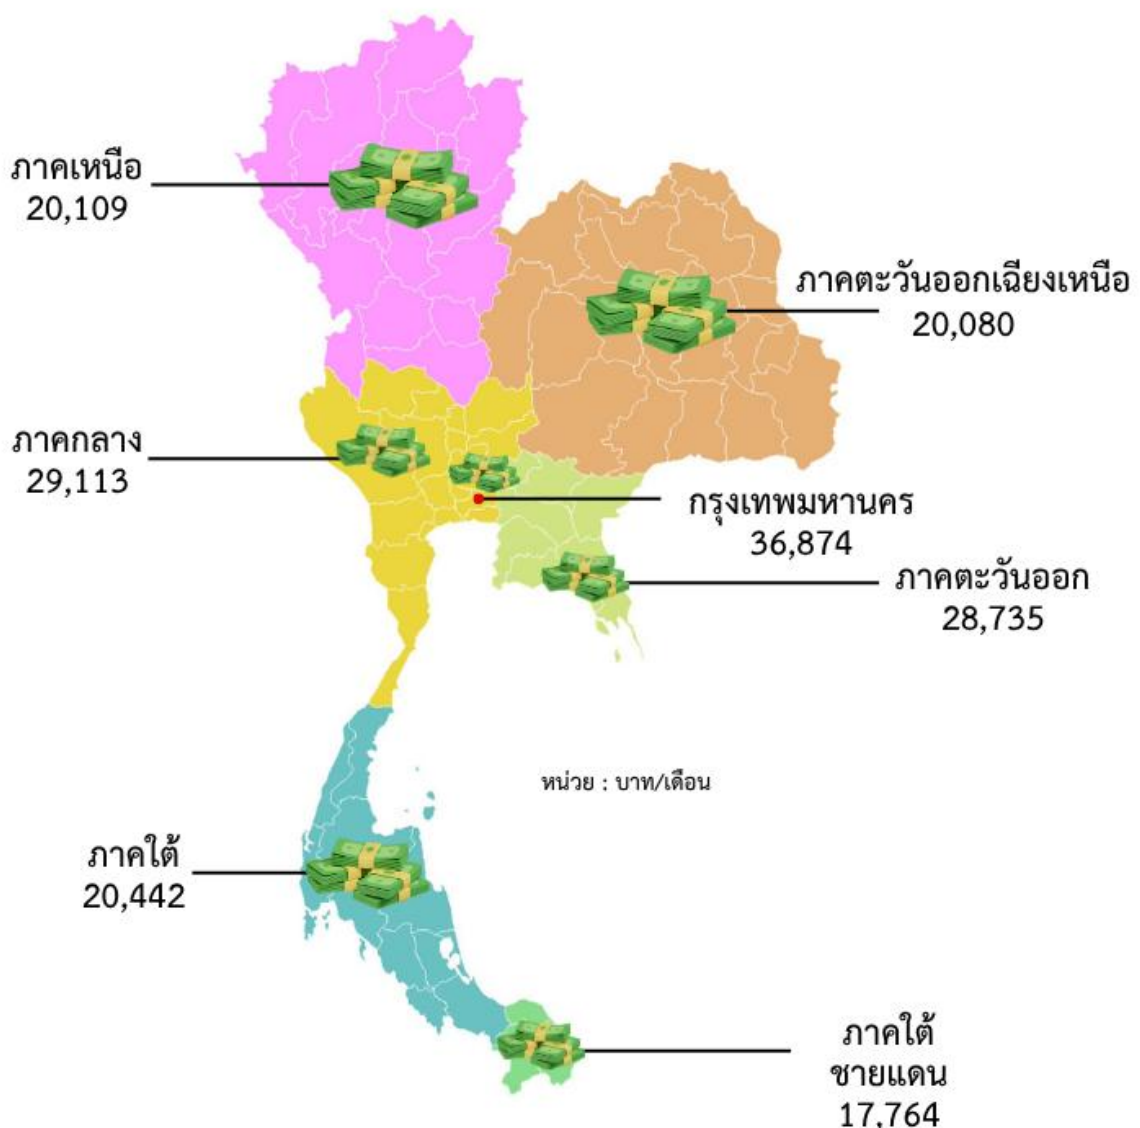 ภาคเหนือ
20,109
ภาคตะวันออกเฉียงเหนือ
20,080
ภาคกลาง
29,113
กรุงเทพมหานคร
36,874
ภาคตะวันออก
28,735
หน่วย : บาท/เดือน
ภาคใต้
20,442
ภาคใต้
ชายแดน
17,764